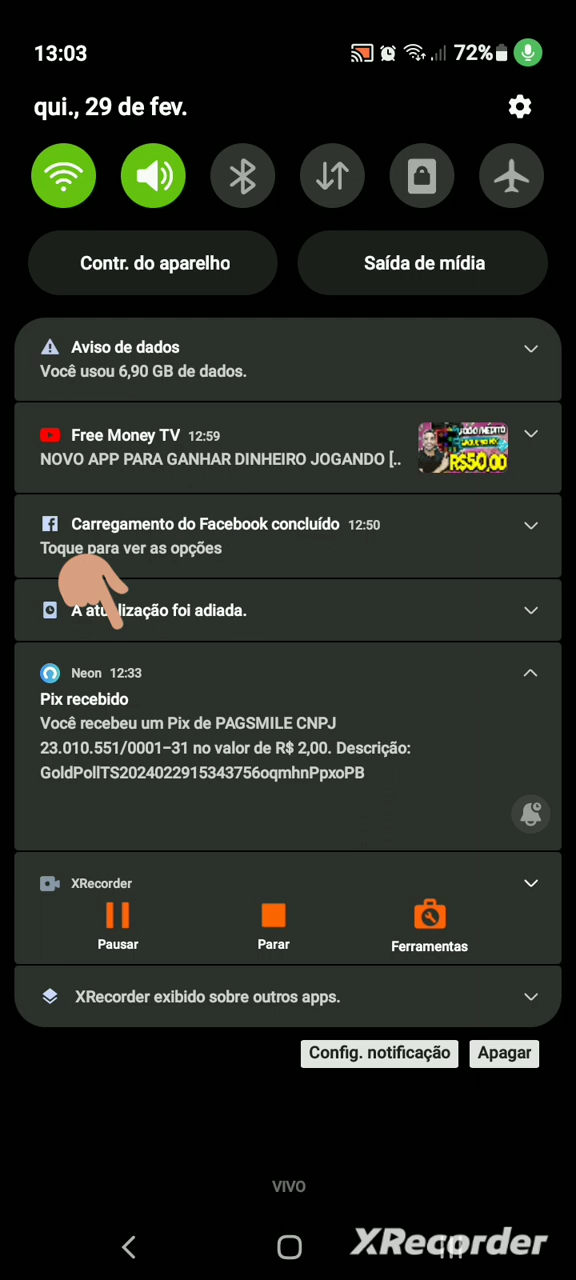 13:03
72%
qui., 29 de fev.
Contr. do aparelho
Saída de mídia
Aviso de dados
Você usou 6,90 GB de dados.
Free Money TV 12:59
NOVO APP PARA GANHAR DINHEIRO JOGANDO [..
R$50,00
Carregamento do Facebook concluído 12:50
Toque para ver as opções
A atualização foi adiada.
Neon 12:33
Pix recebido
Você recebeu um Pix de PAGSMILE CNPJ
23.010.551/0001-31 no valor de R$ 2,00. Descrição:
GoldPollTS2024022915343756oqmhnPpxoPB
XRecorder
Pausar
Parar
Ferramentas
XRecorder exibido sobre outros apps.
Config. notificação
Apagar
VIVO
XRecorder